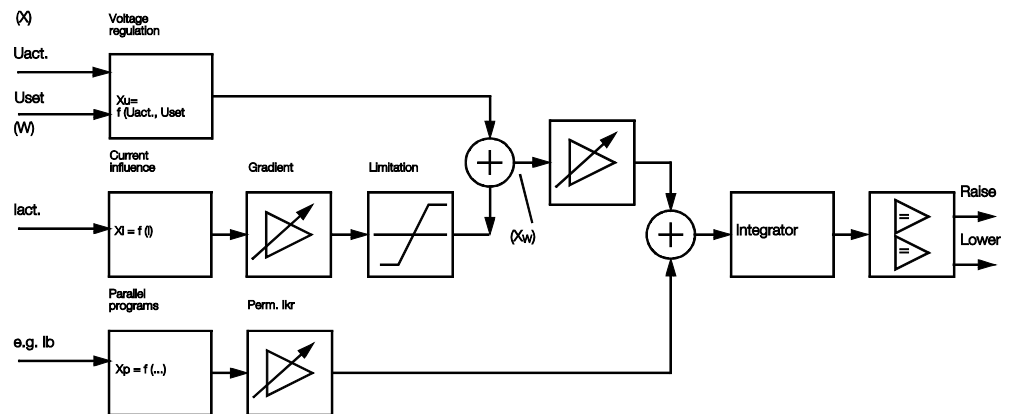 (X)
Voltage
regulation
Uact.
Uset
(W)
Xu=
f (Uact., Uset
Current
influence
Gradient
Limitation
Iact.
XI = f (I)
(Xw)
Integrator
=
=
Raise
Lower
Parallel
programs
Perm. Ikr
e.g. Ib
Xp = f (...)